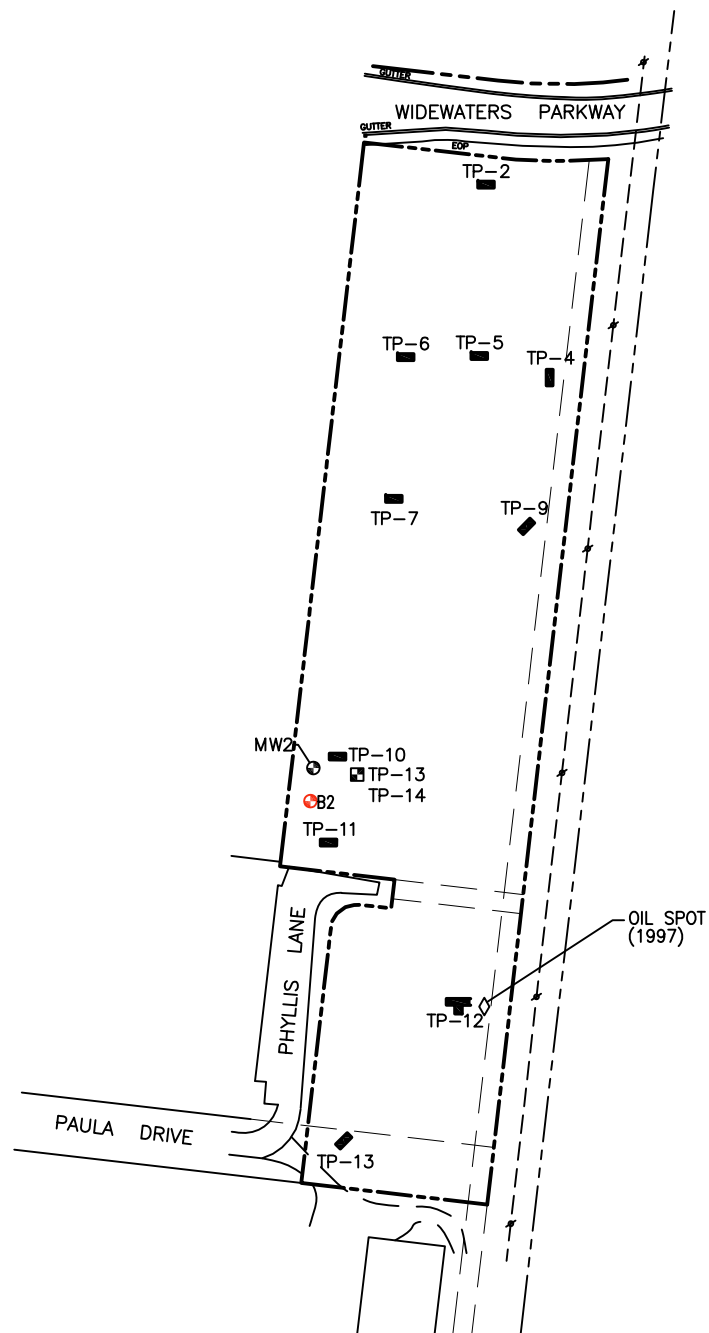 GUTTER
WIDEWATERS PARKWAY
GUTTER
EOP
TP-2
TP-6
TP-5
TP-4
TP-7
TP-9
MW2
TP-10
TP-13
TP-14
B2
TP-11
PHYLLIS LANE
OIL SPOT
(1997)
TP-12
PAULA DRIVE
TP-13